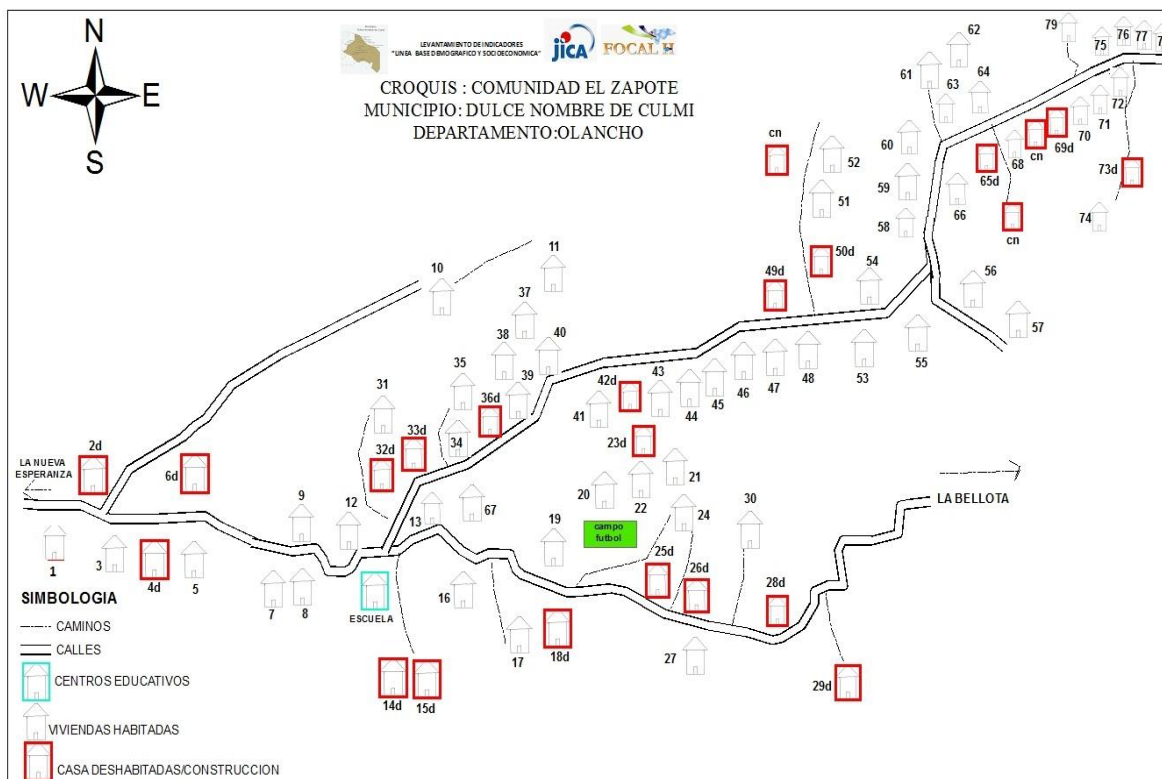 N
W E
S
LEVANTAMIENTO DE INDICADORES
"LINEA BASE DEMOGRAFICO Y SOCIOECONOMICA"
jICA
FOCAL H
CROQUIS : COMUNIDAD EL ZAPOTE
MUNICIPIO: DULCE NOMBRE DE CULMI
DEPARTAMENTO:OLANCHO
79
75
76
77
62
61
63
64
72
71
70
69d
cn
68
65d
cn
73d
74
60
59
58
66
cn
52
51
50d
49d
54
56
57
55
53
48
47
46
45
44
43
42d
41
23d
10
11
37
38
40
39
35
36d
34
31
33d
32d
2d
6d
LA NUEVA
ESPERANZA
1
3
4d
5
9
12
7
8
ESCUELA
13
67
20
22
21
24
30
19
campo
futbol
LA BELLOTA
25d
26d
28d
16
17
18d
27
29d
14d
15d
SIMBOLOGIA
CAMINOS
CALLES
CENTROS EDUCATIVOS
VIVIENDAS HABITADAS
CASA DESHABITADAS/CONSTRUCCION